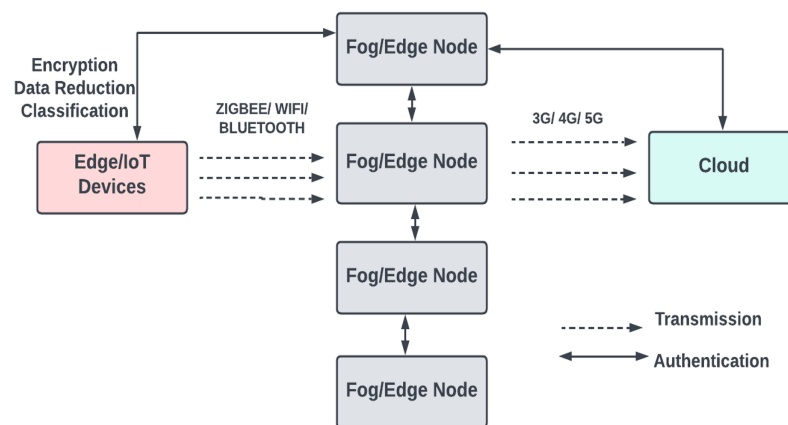 Fog/Edge Node
Encryption
Data Reduction
Classification
ZIGBEE/ WIFI/
BLUETOOTH
3G/ 4G/ 5G
Edge/IoT
Devices
Fog/Edge Node
Cloud
Fog/Edge Node
Transmission
Authentication
Fog/Edge Node